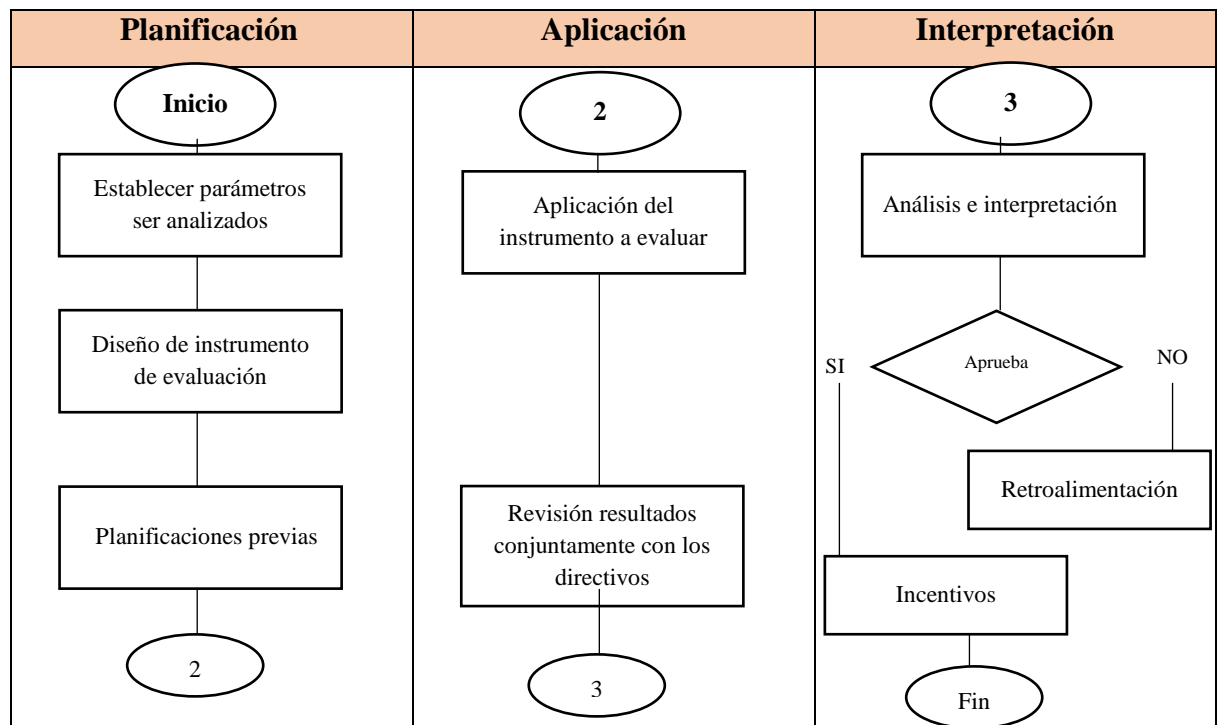 Planificación
Aplicación
Interpretación
Inicio
Establecer parámetros
ser analizados
Diseño de instrumento
de evaluación
Planificaciones previas
2
2
Aplicación del
instrumento a evaluar
Revisión resultados
conjuntamente con los
directivos
3
3
Análisis e interpretación
SI
Aprueba
NO
Retroalimentación
Incentivos
Fin